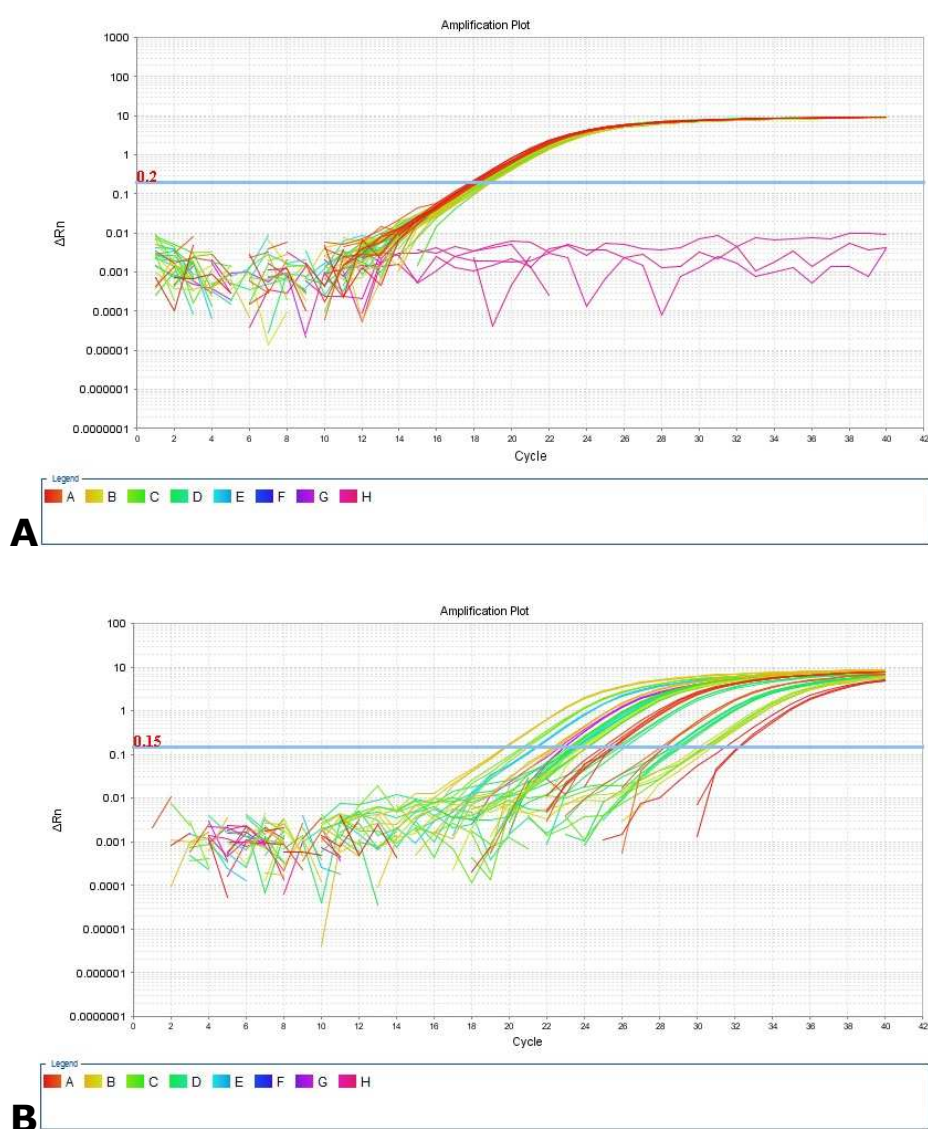 Amplification Plot
1000
100
10
1
0.2
0.1
0.01
0.001
0.0001
0.00001
0.000001
0.0000001
ΔRn
0 2 4 6 8 10 12 14 16 18 20 22 24 26 28 30 32 34 36 38 40 42
Cycle
Legend
A B C D E F G H
A
Amplification Plot
100
10
1
0.15
0.1
0.01
0.001
0.0001
0.00001
0.000001
0.0000001
ΔRn
0 2 4 6 8 10 12 14 16 18 20 22 24 26 28 30 32 34 36 38 40 42
Cycle
Legend
A B C D E F G H
B